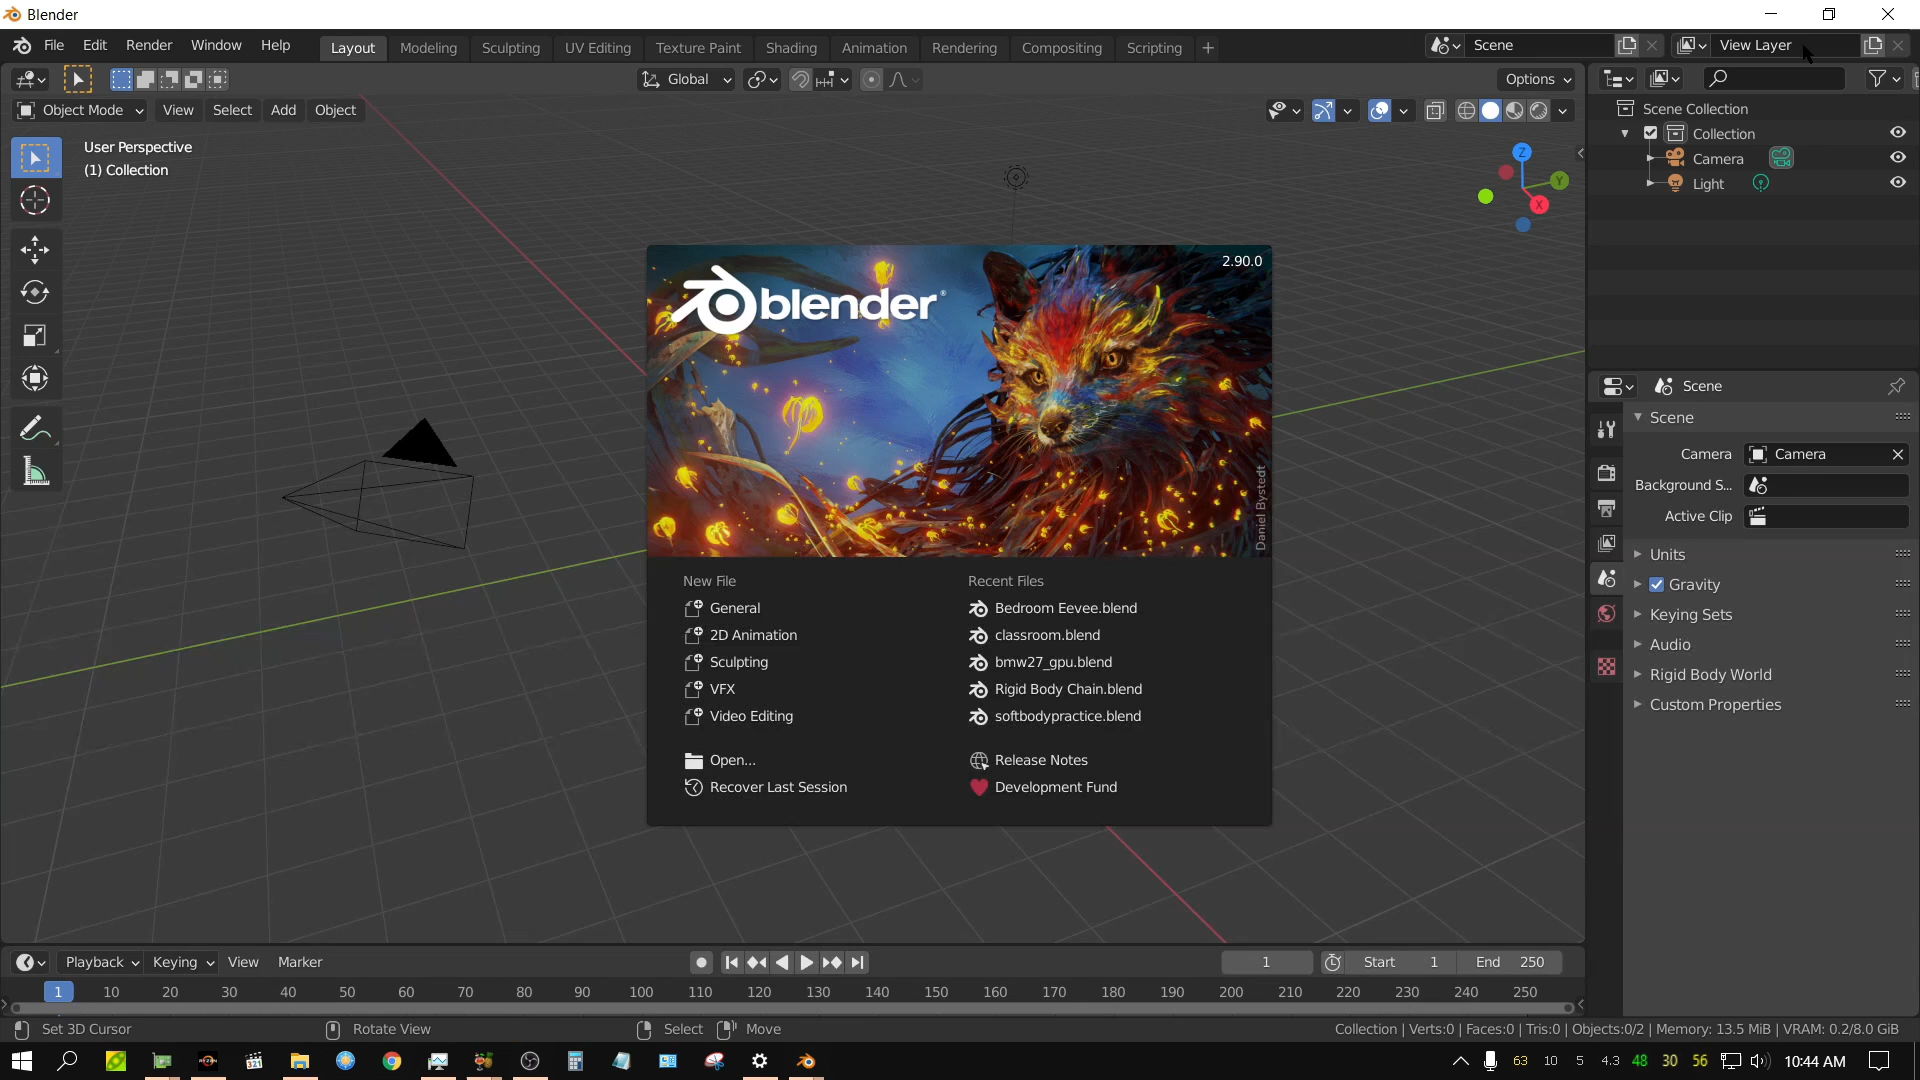 Blender
File Edit Render Window Help Layout Modeling Sculpting UV Editing Texture Paint Shading Animation Rendering Compositing Scripting + Scene View Layer
Global Options
Object Mode View Select Add Object
User Perspective
(1) Collection
Z
Y
X
Scene Collection
Collection
Camera
Light
2.90.0
blender
Daniel Bystedt
New File
General
2D Animation
Sculpting
VFX
Video Editing
Open...
Recover Last Session
Recent Files
Bedroom Eevee.blend
classroom.blend
bmw27_gpu.blend
Rigid Body Chain.blend
softbodypractice.blend
Release Notes
Development Fund
Scene
Scene
Camera Camera
Background S...
Active Clip
Units
Gravity
Keying Sets
Audio
Rigid Body World
Custom Properties
Playback Keying View Marker 1 Start 1 End 250
1 10 20 30 40 50 60 70 80 90 100 110 120 130 140 150 160 170 180 190 200 210 220 230 240 250
Set 3D Cursor Rotate View Select Move Collection | Verts:0 | Faces:0 | Tris:0 | Objects:0/2 | Memory: 13.5 MiB | VRAM: 0.2/8.0 GiB
63 10 5 4.3 48 30 56 10:44 AM